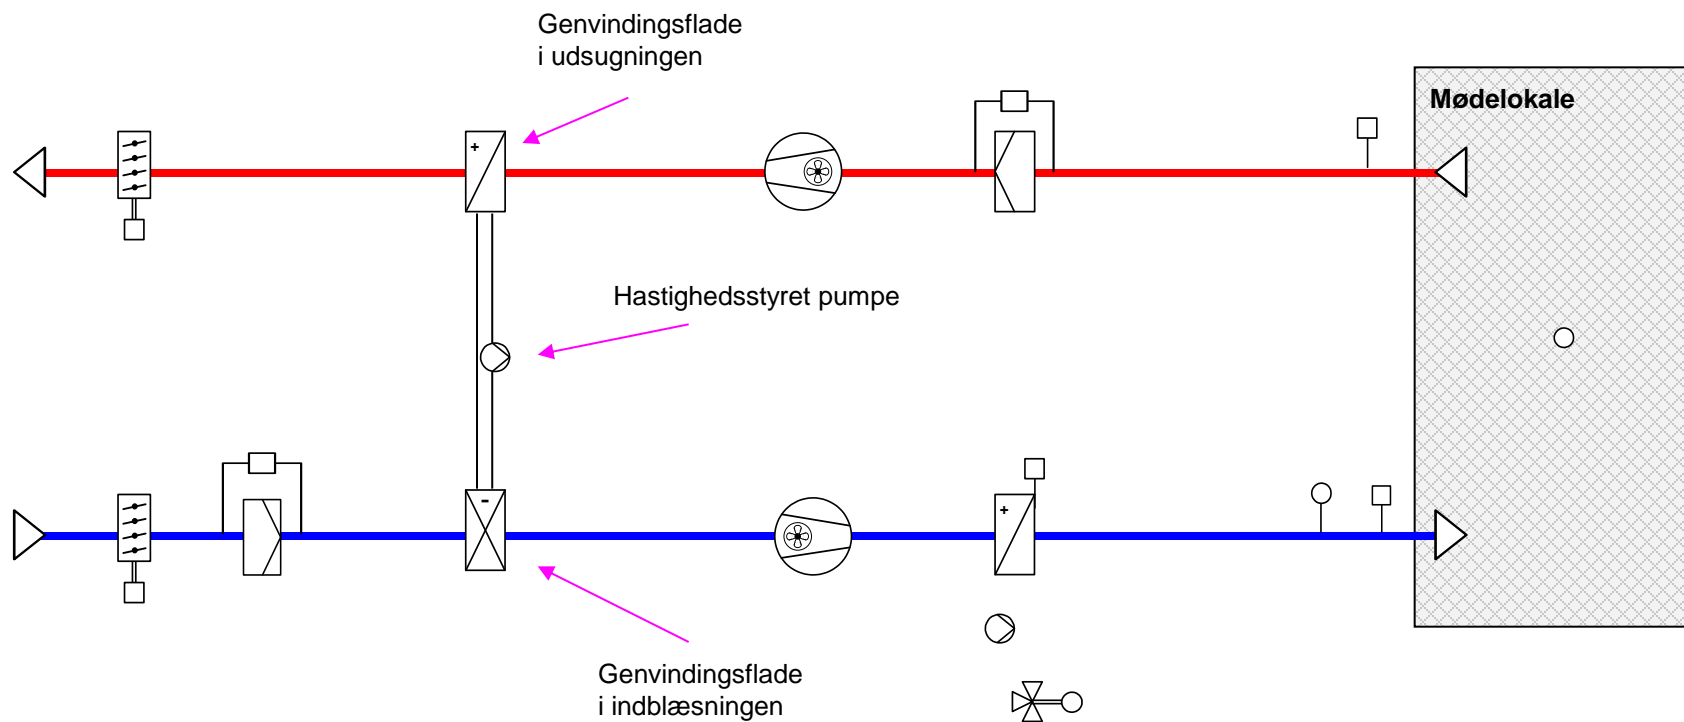 Genvindingsflade
i udsugningen
Mødelokale
+
Hastighedsstyret pumpe
-
+
Genvindingsflade
i indblæsningen